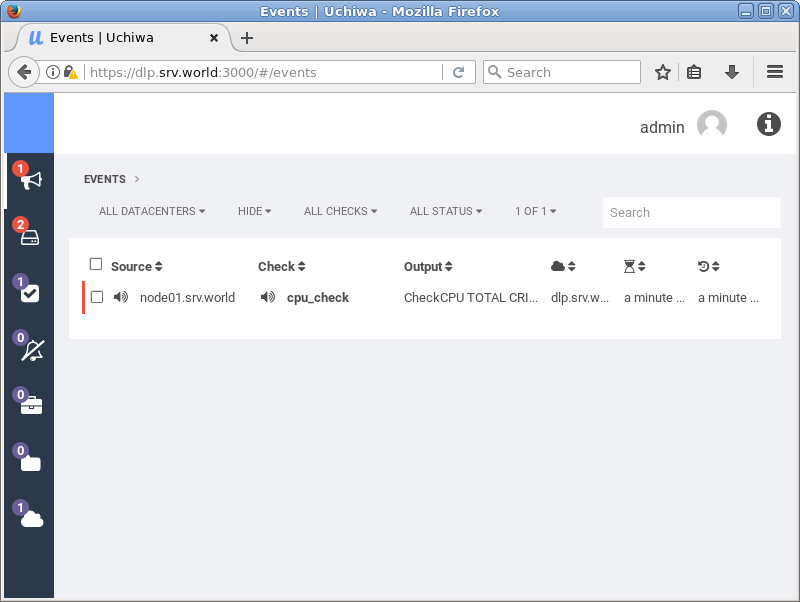 Events | Uchiwa - Mozilla Firefox
Events | Uchiwa
https://dlp.srv.world:3000/#/events
Search
admin
EVENTS
ALL DATACENTERS HIDE ALL CHECKS ALL STATUS 1 OF 1 Search
Source Check Output
node01.srv.world cpu_check CheckCPU TOTAL CRI... dlp.srv.w... a minute ... a minute ...
1
2
1
0
0
0
1